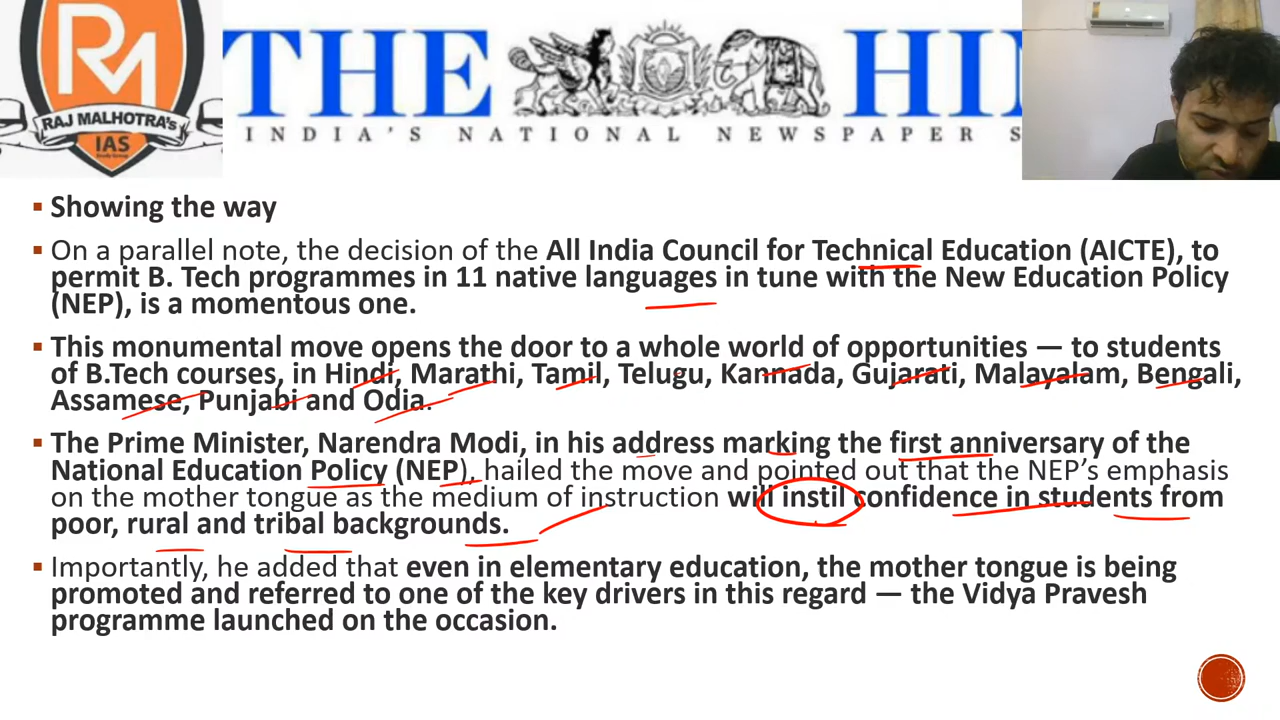 RM
RAJ MALHOTRA's
IAS
THE HI
INDIA'S NATIONAL NEWSPAPER S
Showing the way
On a parallel note, the decision of the All India Council for Technical Education (AICTE), to
permit B. Tech programmes in 11 native languages in tune with the New Education Policy
(NEP), is a momentous one.
This monumental move opens the door to a whole world of opportunities — to students
of B.Tech courses, in Hindi, Marathi, Tamil, Telugu, Kannada, Gujarati, Malayalam, Bengali,
Assamese, Punjabi and Odia.
The Prime Minister, Narendra Modi, in his address marking the first anniversary of the
National Education Policy (NEP), hailed the move and pointed out that the NEP's emphasis
on the mother tongue as the medium of instruction will instil confidence in students from
poor, rural and tribal backgrounds.
Importantly, he added that even in elementary education, the mother tongue is being
promoted and referred to one of the key drivers in this regard — the Vidya Pravesh
programme launched on the occasion.